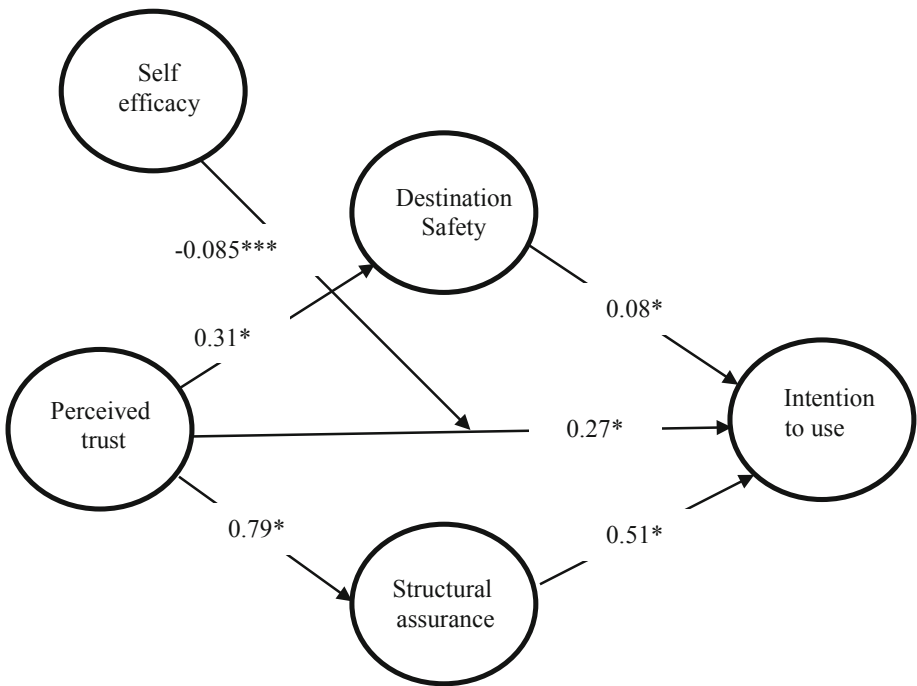 Self
efficacy
Destination
Safety
-0.085***
0.31*
0.08*
Perceived
trust
Intention
to use
0.27*
0.79*
0.51*
Structural
assurance